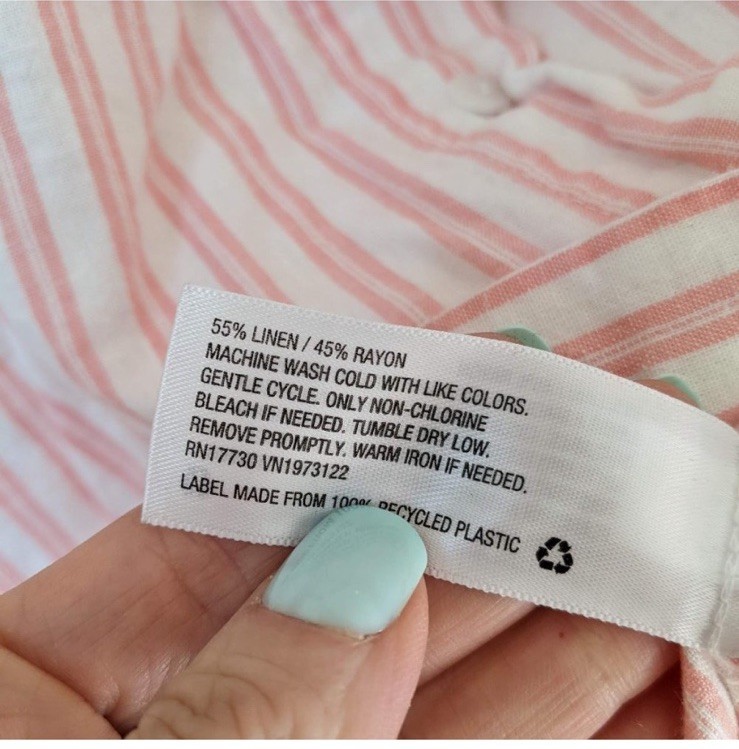 55% LINEN / 45% RAYON
MACHINE WASH COLD WITH LIKE COLORS.
GENTLE CYCLE. ONLY NON-CHLORINE
BLEACH IF NEEDED. TUMBLE DRY LOW.
REMOVE PROMPTLY. WARM IRON IF NEEDED.
RN17730 VN1973122
LABEL MADE FROM 100% RECYCLED PLASTIC